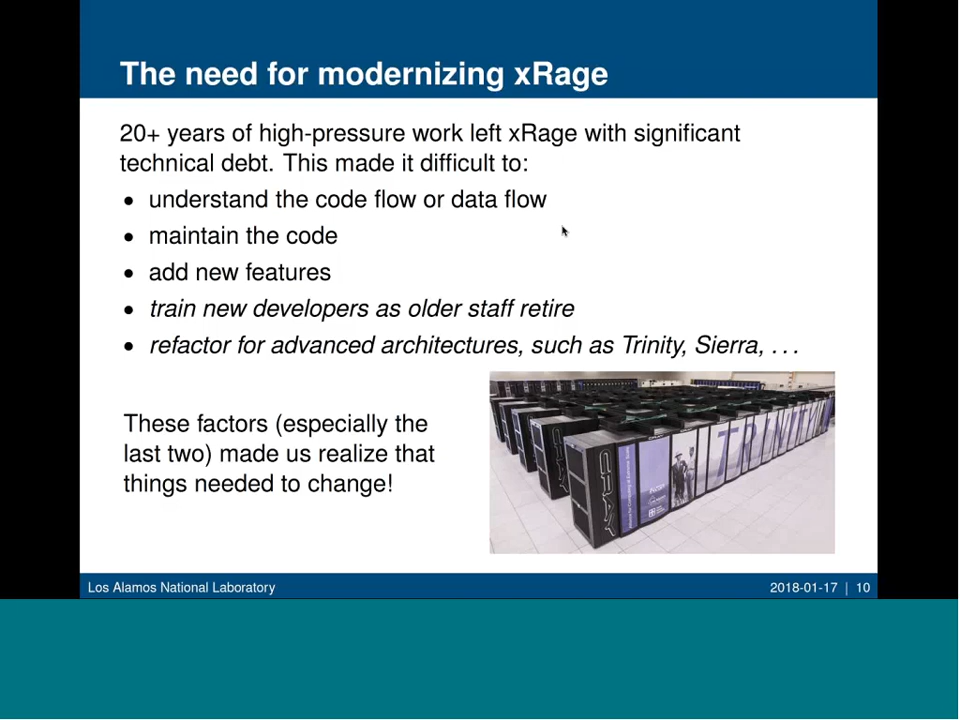 The need for modernizing xRage
20+ years of high-pressure work left xRage with significant
technical debt. This made it difficult to:
• understand the code flow or data flow
• maintain the code
• add new features
• train new developers as older staff retire
• refactor for advanced architectures, such as Trinity, Sierra, . . .
These factors (especially the
last two) made us realize that
things needed to change!
CRAY
TRINITY
Los Alamos National Laboratory
2018-01-17 | 10